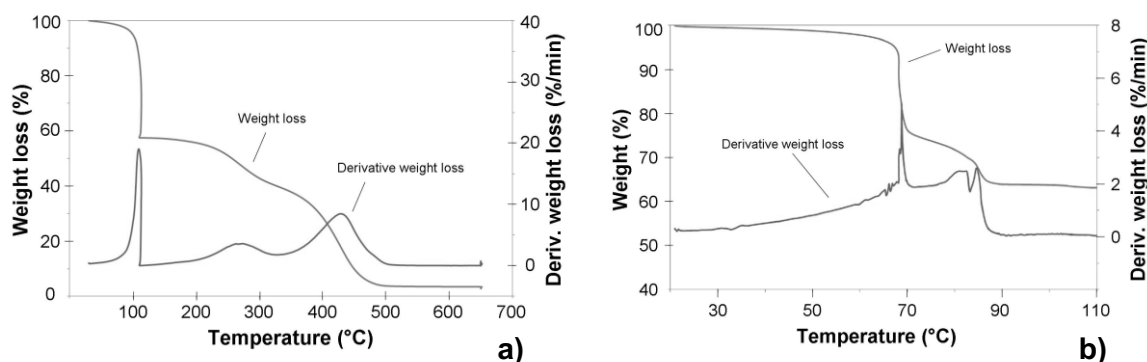 100
80
60
40
20
0
Weight loss (%)
40
30
20
10
0
Deriv. weight loss (%/min)
Weight loss
Derivative weight loss
100 200 300 400 500 600 700
Temperature (°C)
a)
100
90
80
70
60
50
40
Weight (%)
8
6
4
2
0
Deriv. weight loss (%/min)
Weight loss
Derivative weight loss
30 50 70 90 110
Temperature (°C)
b)